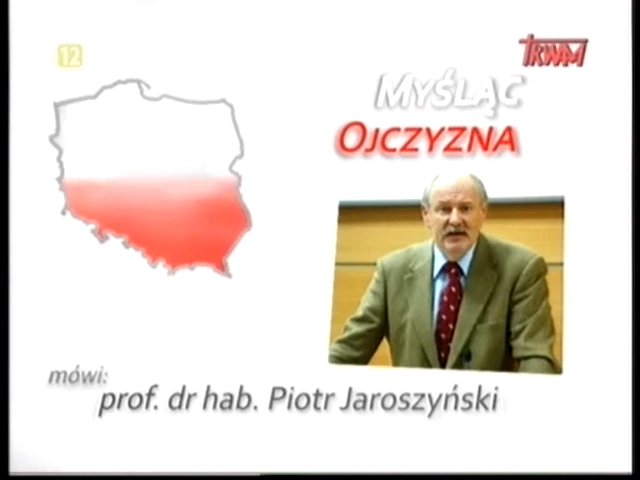 12
TRWAM
MYŚLĄC
OJCZYZNA
mówi:
prof. dr hab. Piotr Jaroszyński